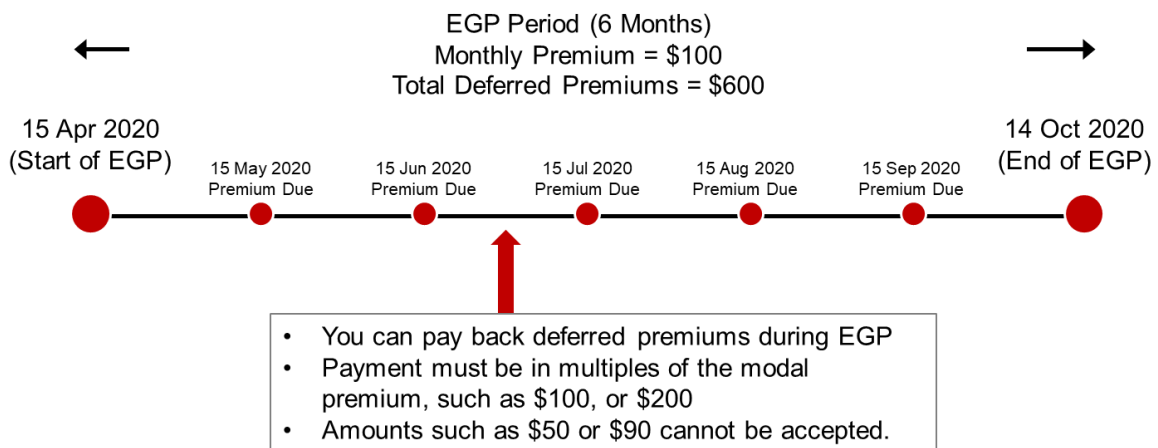 EGP Period (6 Months)
Monthly Premium = $100
Total Deferred Premiums = $600
15 Apr 2020
(Start of EGP)
15 May 2020
Premium Due
15 Jun 2020
Premium Due
15 Jul 2020
Premium Due
15 Aug 2020
Premium Due
15 Sep 2020
Premium Due
14 Oct 2020
(End of EGP)
• You can pay back deferred premiums during EGP
• Payment must be in multiples of the modal
premium, such as $100, or $200
• Amounts such as $50 or $90 cannot be accepted.